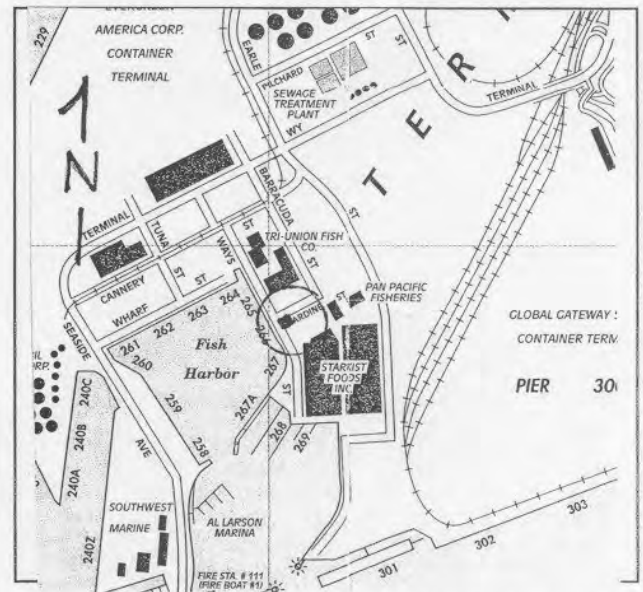 229
AMERICA CORP.
CONTAINER
TERMINAL
EARLE
ST
ST
PILCHARD
SEWAGE
TREATMENT
PLANT
TERMINAL
WY
T E R
N
BARRACUDA
ST
ST
TERMINAL
TUNA
ST
WAYS
ST
TRI-UNION FISH
CO.
CANNERY
ST
WHARF
ST
PAN PACIFIC
FISHERIES
SARDINE
SEASIDE
AVE
261
262
263
264
265
266
260
259
258
267
267A
268
269
ST
Fish
Harbor
STARKIST
FOODS
INC.
GLOBAL GATEWAY
CONTAINER TERM
PIER 300
240C
240B
240A
240Z
SOUTHWEST
MARINE
AL LARSON
MARINA
FIRE STA. # 111
(FIRE BOAT #1)
301
302
303